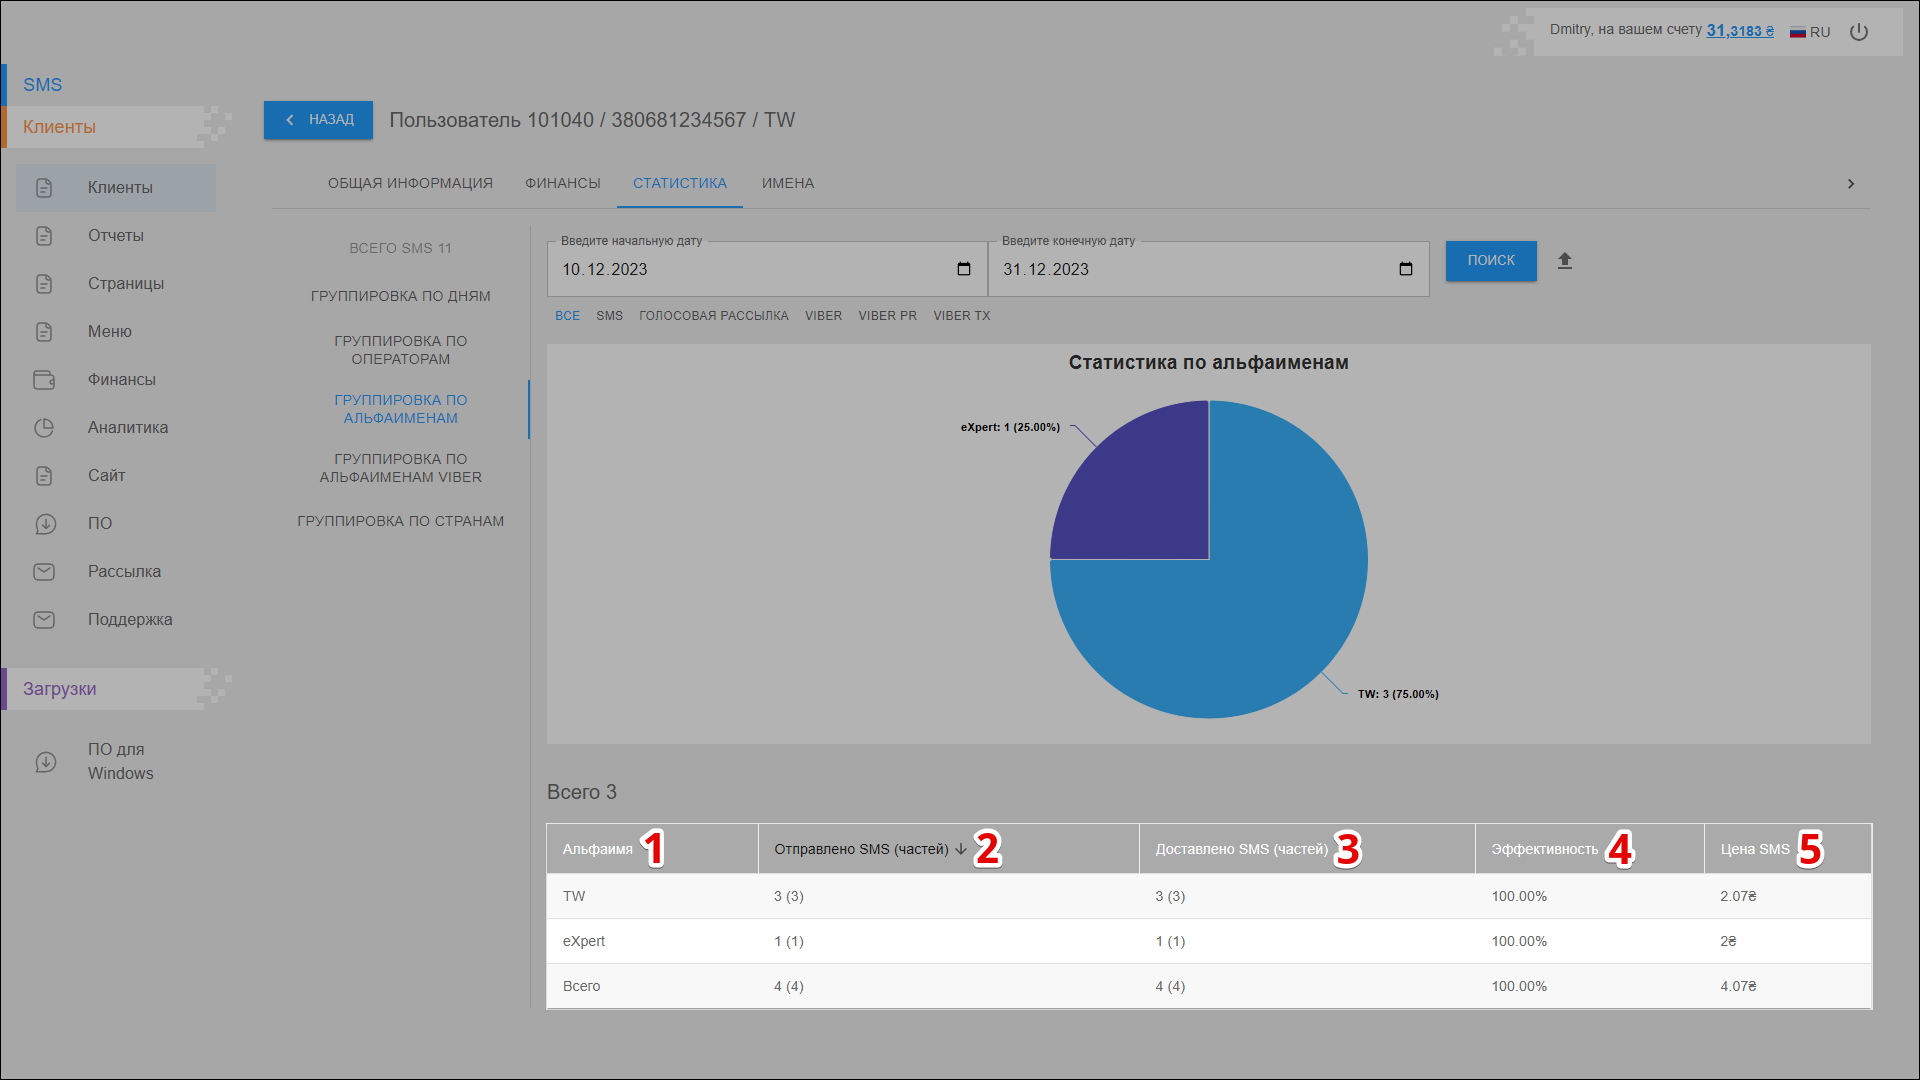 Dmitry, на вашем счету 31,3183 ₴
RU
SMS
Клиенты
НАЗАД
Пользователь 101040 / 380681234567 / TW
Клиенты
Отчеты
Страницы
Меню
Финансы
Аналитика
Сайт
ПО
Рассылка
Поддержка
Загрузки
ПО для
Windows
ОБЩАЯ ИНФОРМАЦИЯ
ФИНАНСЫ
СТАТИСТИКА
ИМЕНА
ВСЕГО SMS 11
ГРУППИРОВКА ПО ДНЯМ
ГРУППИРОВКА ПО
ОПЕРАТОРАМ
ГРУППИРОВКА ПО
АЛЬФАИМЕНАМ
ГРУППИРОВКА ПО
АЛЬФАИМЕНАМ VIBER
ГРУППИРОВКА ПО СТРАНАМ
Введите начальную дату
10.12.2023
Введите конечную дату
31.12.2023
ПОИСК
ВСЕ SMS ГОЛОСОВАЯ РАССЫЛКА VIBER VIBER PR VIBER TX
Статистика по альфаименам
eXpert: 1 (25.00%)
TW: 3 (75.00%)
Всего 3
Альфаимя 1 Отправлено SMS (частей) 2 Доставлено SMS (частей) 3 Эффективность 4 Цена SMS 5
TW 3 (3) 3 (3) 100.00% 2.07₴
eXpert 1 (1) 1 (1) 100.00% 2₴
Всего 4 (4) 4 (4) 100.00% 4.07₴